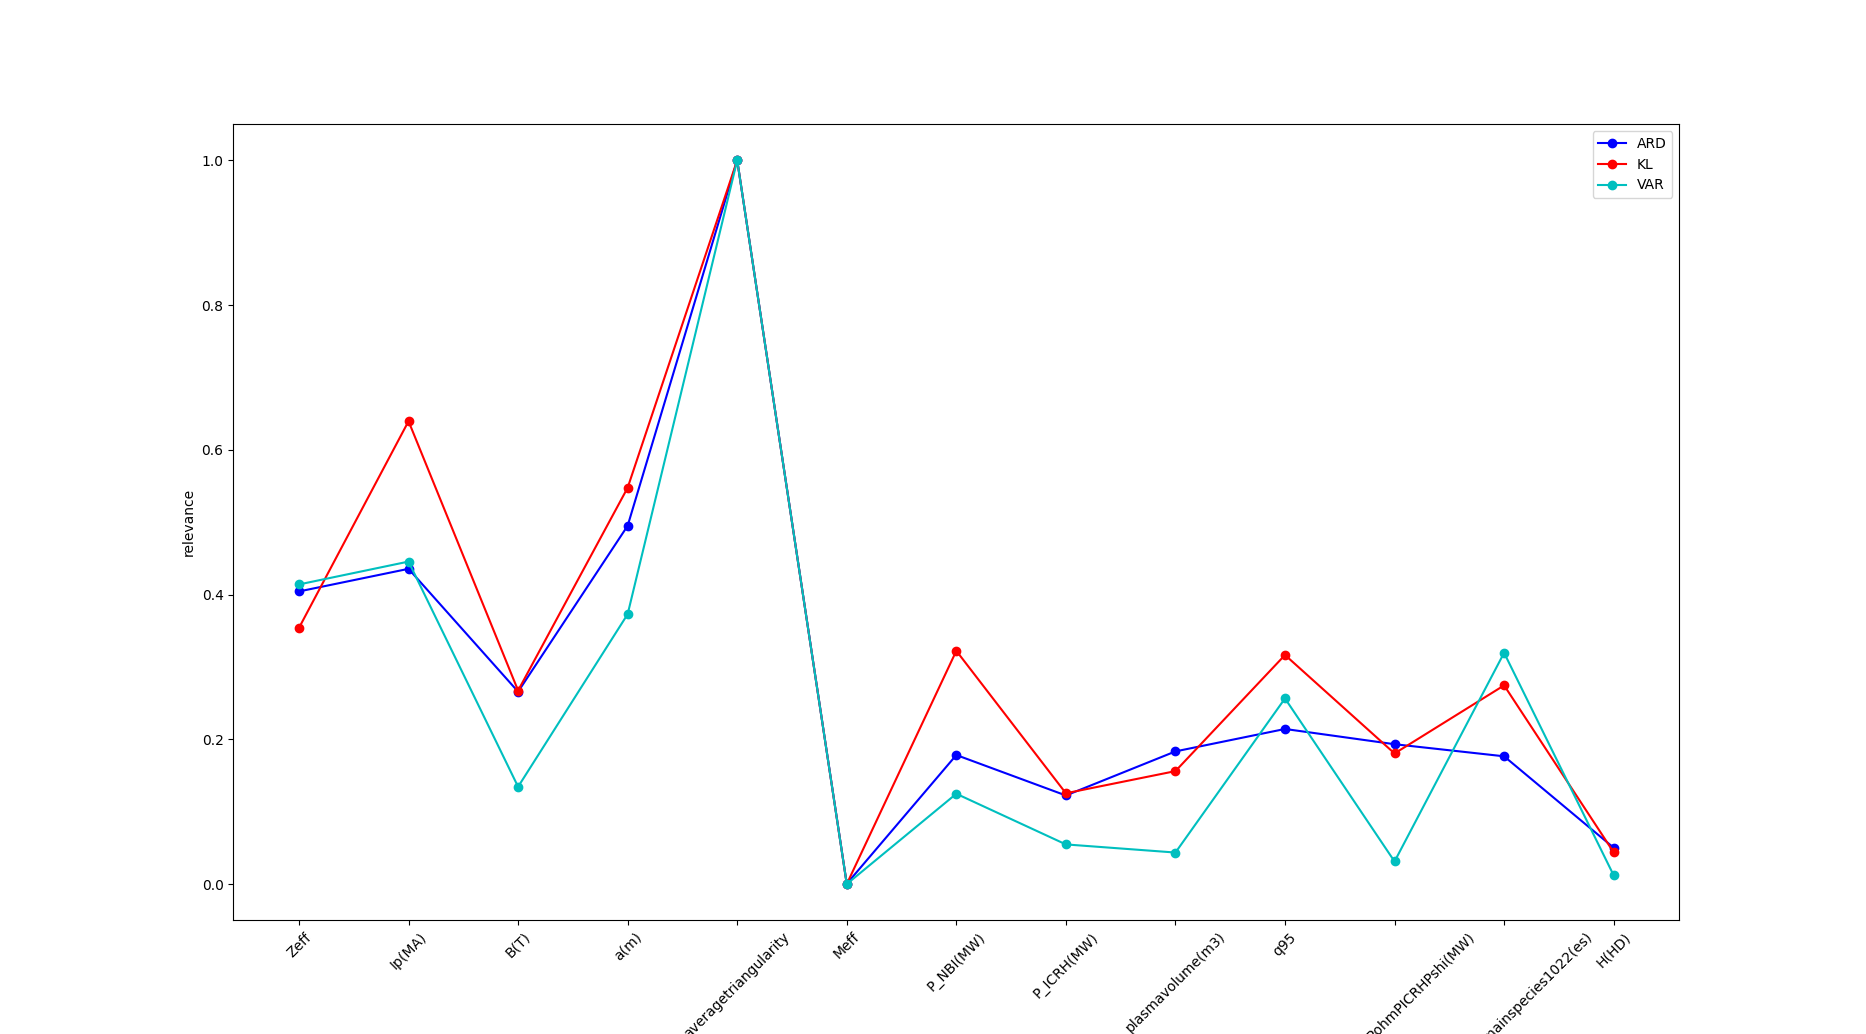 ARD
KL
VAR
1.0
0.8
0.6
0.4
0.2
0.0
relevance
Zeff
Ip(MA)
B(T)
a(m)
averagetriangularity
Meff
P_NBI(MW)
P_ICRH(MW)
plasmavolume(m3)
q95
H(HD)